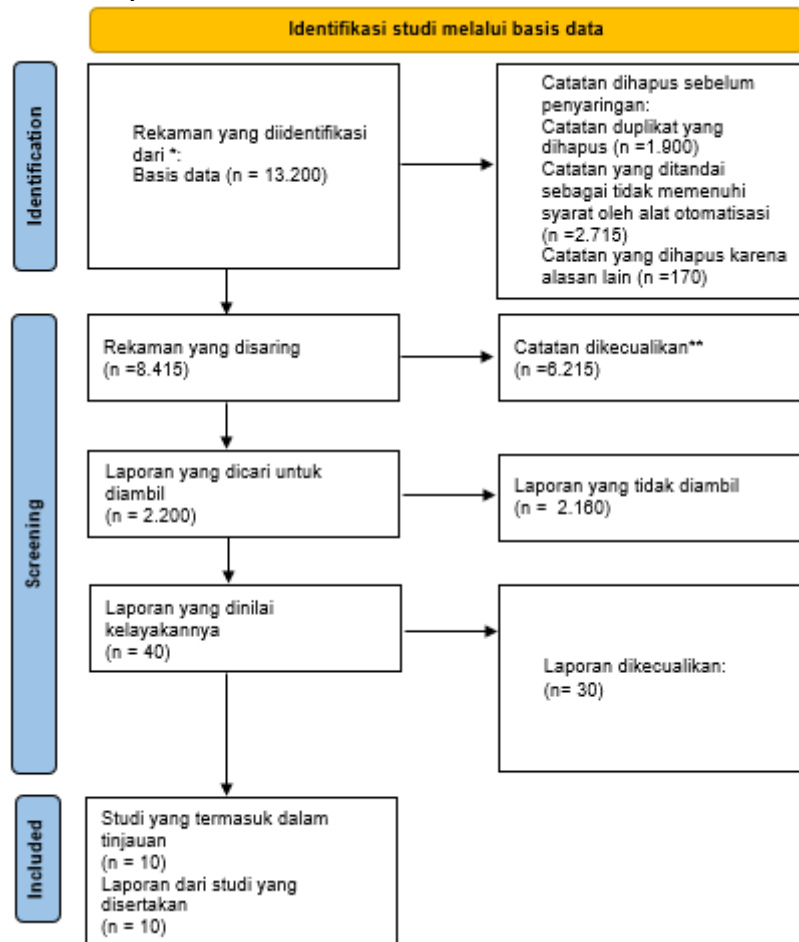 Identifikasi studi melalui basis data
Identification
Rekaman yang diidentifikasi
dari *:
Basis data (n = 13.200)
Catatan dihapus sebelum
penyaringan:
Catatan duplikat yang
dihapus (n =1.900)
Catatan yang ditandai
sebagai tidak memenuhi
syarat oleh alat otomatisasi
(n =2.715)
Catatan yang dihapus karena
alasan lain (n =170)
Screening
Rekaman yang disaring
(n =8.415)
Catatan dikecualikan**
(n =6.215)
Laporan yang dicari untuk
diambil
(n = 2.200)
Laporan yang tidak diambil
(n = 2.160)
Laporan yang dinilai
kelayakannya
(n = 40)
Laporan dikecualikan:
(n= 30)
Included
Studi yang termasuk dalam
tinjauan
(n = 10)
Laporan dari studi yang
disertakan
(n = 10)